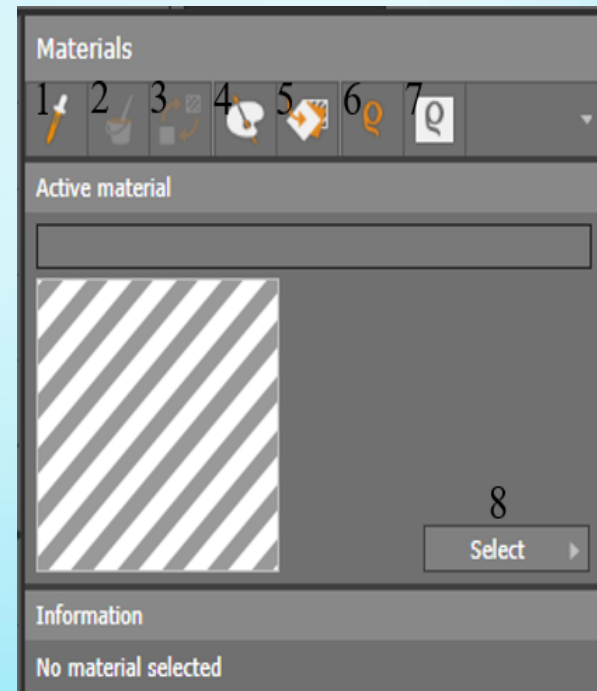 Materials
1 2 3 4 5 6 7
Active material
8
Select
Information
No material selected